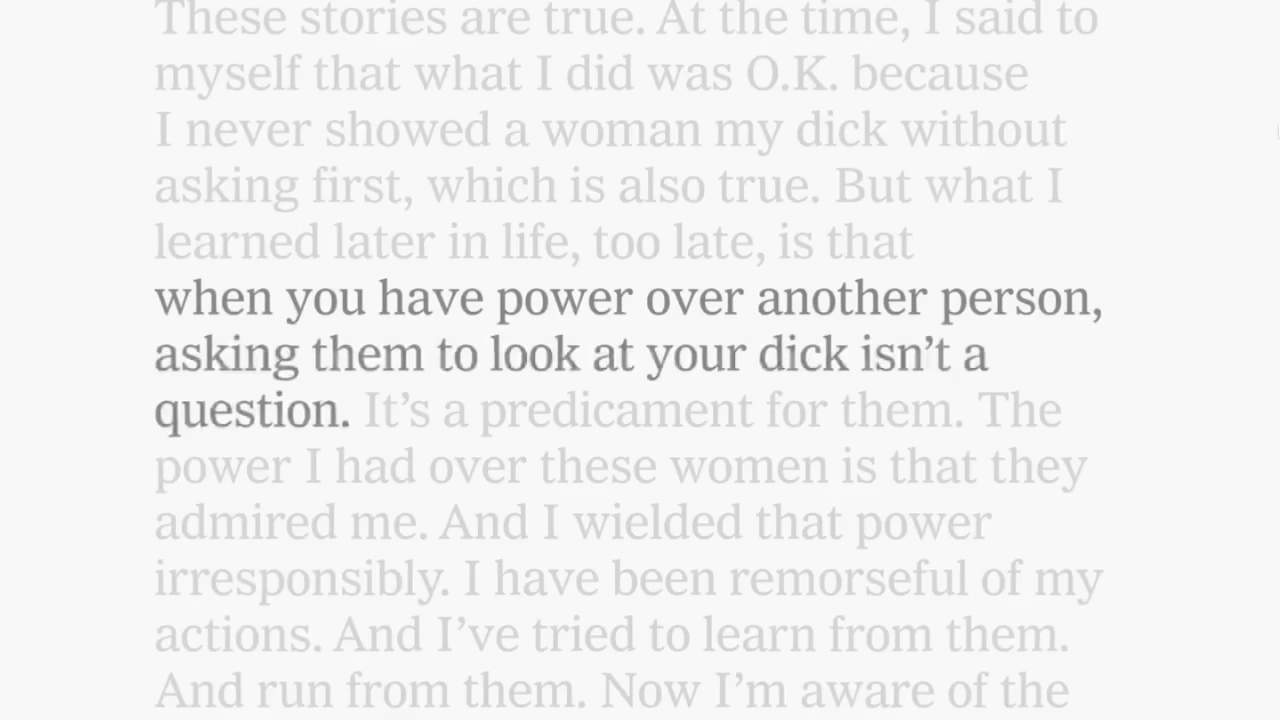 These stories are true. At the time, I said to
myself that what I did was O.K. because
I never showed a woman my dick without
asking first, which is also true. But what I
learned later in life, too late, is that
when you have power over another person,
asking them to look at your dick isn’t a
question. It’s a predicament for them. The
power I had over these women is that they
admired me. And I wielded that power
irresponsibly. I have been remorseful of my
actions. And I’ve tried to learn from them.
And run from them. Now I’m aware of the